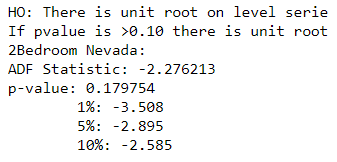 HO: There is unit root on level serie
If pvalue is >0.10 there is unit root
2Bedroom Nevada:
ADF Statistic: -2.276213
p-value: 0.179754
1%: -3.508
5%: -2.895
10%: -2.585